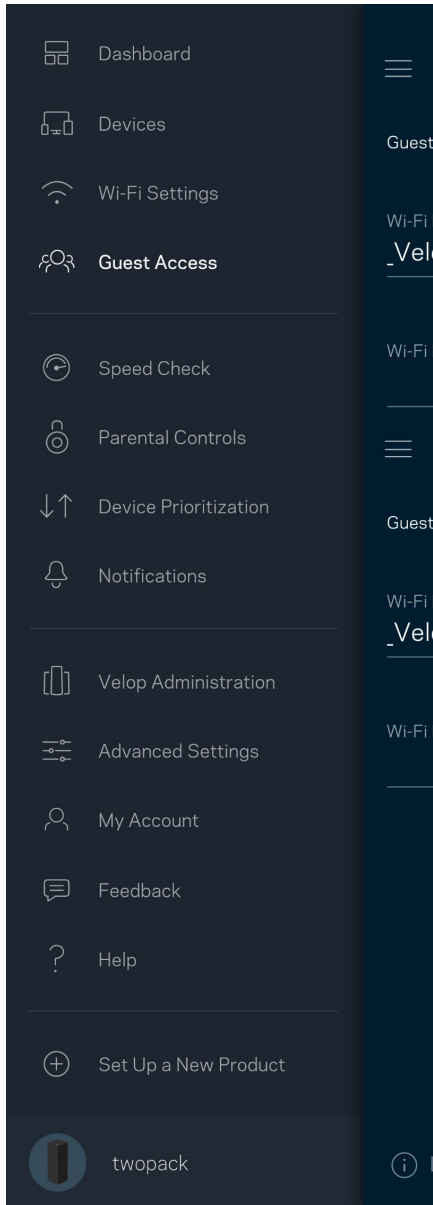 Dashboard
Devices
Wi-Fi Settings
Guest Access
Speed Check
Parental Controls
Device Prioritization
Notifications
Velop Administration
Advanced Settings
My Account
Feedback
Help
Set Up a New Product
twopack
Guest
Wi-Fi
_Vel
Wi-Fi
Guest
Wi-Fi
_Vel
Wi-Fi